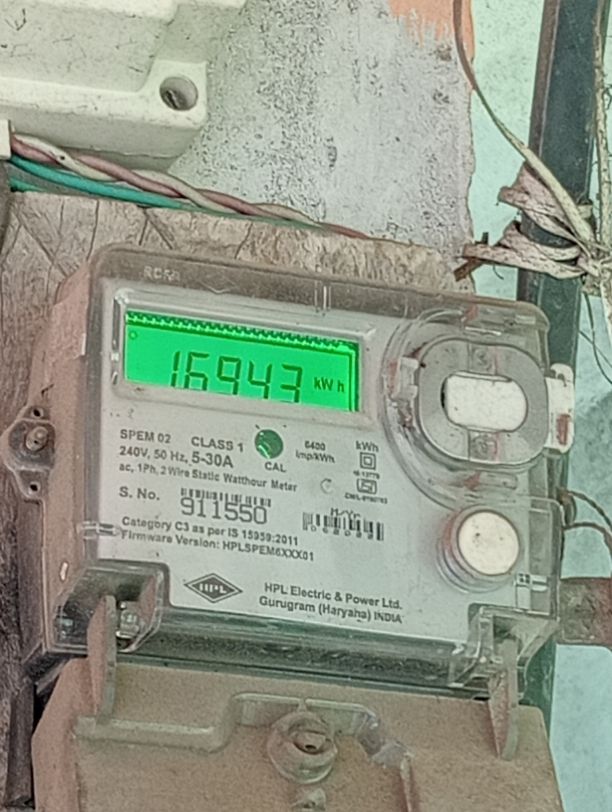 16943 kWh
SPEM 02 CLASS 1
240V, 50 Hz, 5-30A
ac, 1Ph, 2 Wire Static Watthour Meter
CAL
6400
imp/kWh
kWh
S. No. 911550
M/Yr.
Category C3 as per IS 15959:2011
Firmware Version: HPLSPEM6XXX01
HPL
HPL Electric & Power Ltd.
Gurugram (Haryana) INDIA